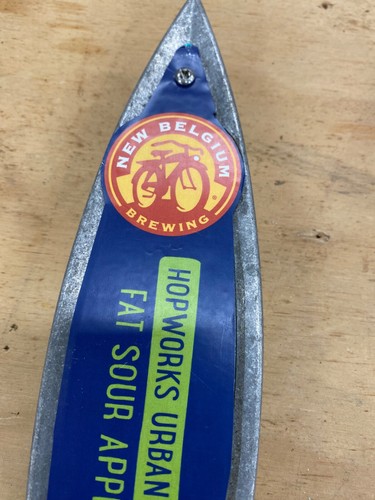 NEW BELGIUM
BREWING
HOPWORKS URBAN
FAT SOUR APP